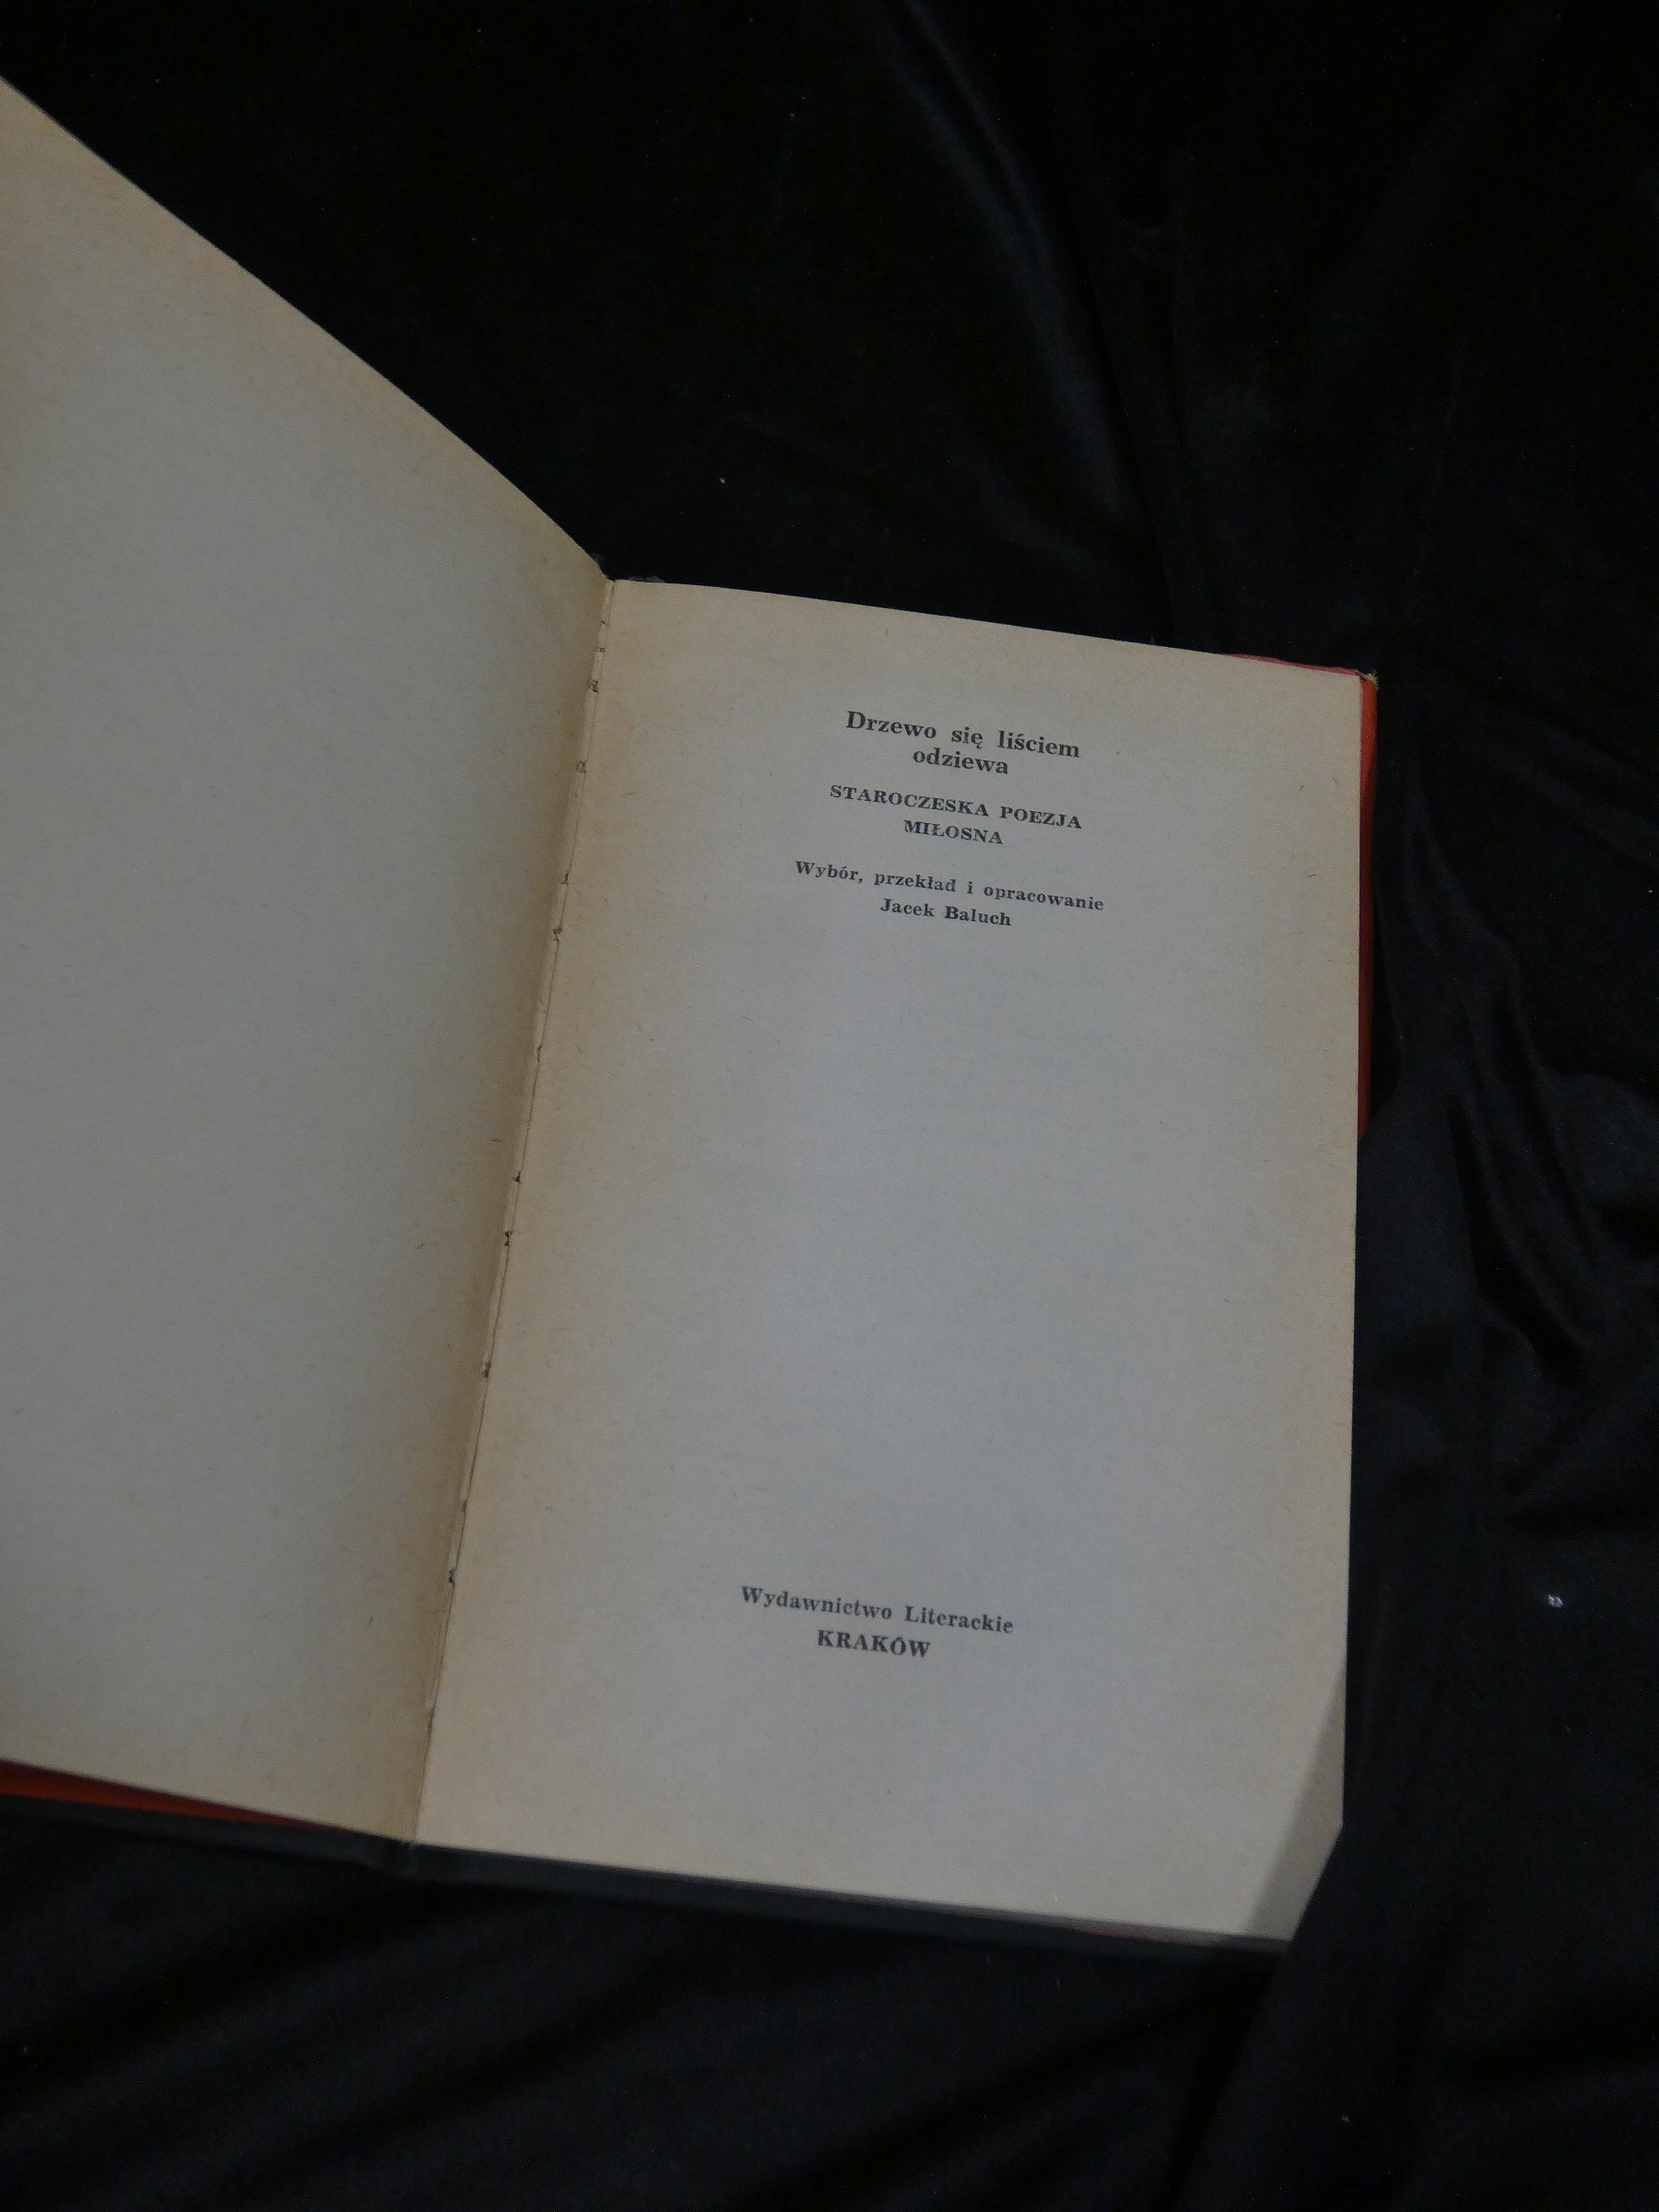 Drzewo się liściem
odziewa
STAROCZESKA POEZJA
MIŁOSNA
Wybór, przekład i opracowanie
Jacek Baluch
Wydawnictwo Literackie
KRAKÓW